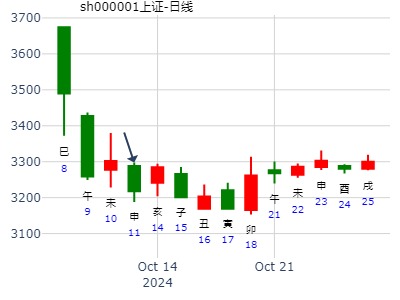 sh000001上证-日线
3700
3600
3500
3400
3300
3200
3100
巳
8
午
9
未
10
申
11
亥
14
子
15
丑
16
寅
17
卯
18
午
21
未
22
申
23
酉
24
戌
25
Oct 14
2024
Oct 21